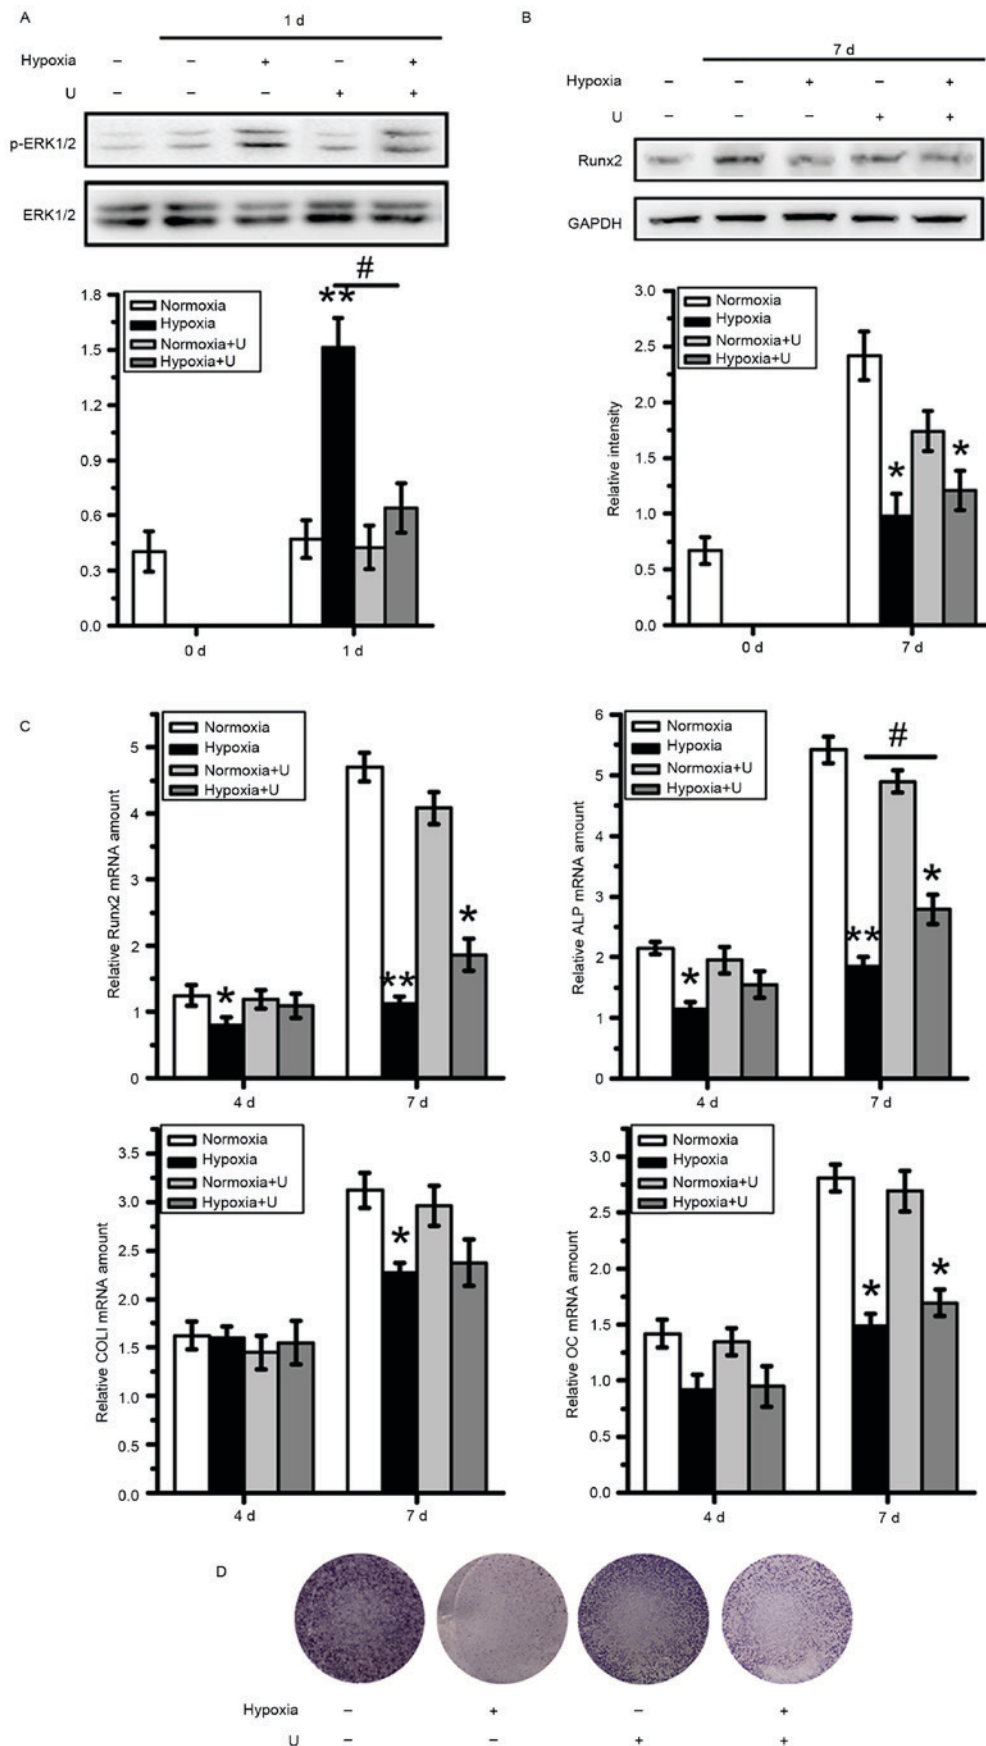 A
1 d
Hypoxia – – + – +
U – – – + +
p-ERK1/2
ERK1/2
#
**
1.8
1.5
1.2
0.9
0.6
0.3
0.0
Normoxia
Hypoxia
Normoxia+U
Hypoxia+U
0 d 1 d
B
7 d
Hypoxia – – + – +
U – – – + +
Runx2
GAPDH
Relative intensity
3.0
2.5
2.0
1.5
1.0
0.5
0.0
Normoxia
Hypoxia
Normoxia+U
Hypoxia+U
* *
0 d 7 d
C
Relative Runx2 mRNA amount
5
4
3
2
1
0
Normoxia
Hypoxia
Normoxia+U
Hypoxia+U
* ** *
4 d 7 d
Relative ALP mRNA amount
6
5
4
3
2
1
0
Normoxia
Hypoxia
Normoxia+U
Hypoxia+U
#
* ** *
4 d 7 d
Relative COLI mRNA amount
3.5
3.0
2.5
2.0
1.5
1.0
0.5
0.0
Normoxia
Hypoxia
Normoxia+U
Hypoxia+U
*
4 d 7 d
Relative OC mRNA amount
3.0
2.5
2.0
1.5
1.0
0.5
0.0
Normoxia
Hypoxia
Normoxia+U
Hypoxia+U
* *
4 d 7 d
D
Hypoxia – + – +
U – – + +